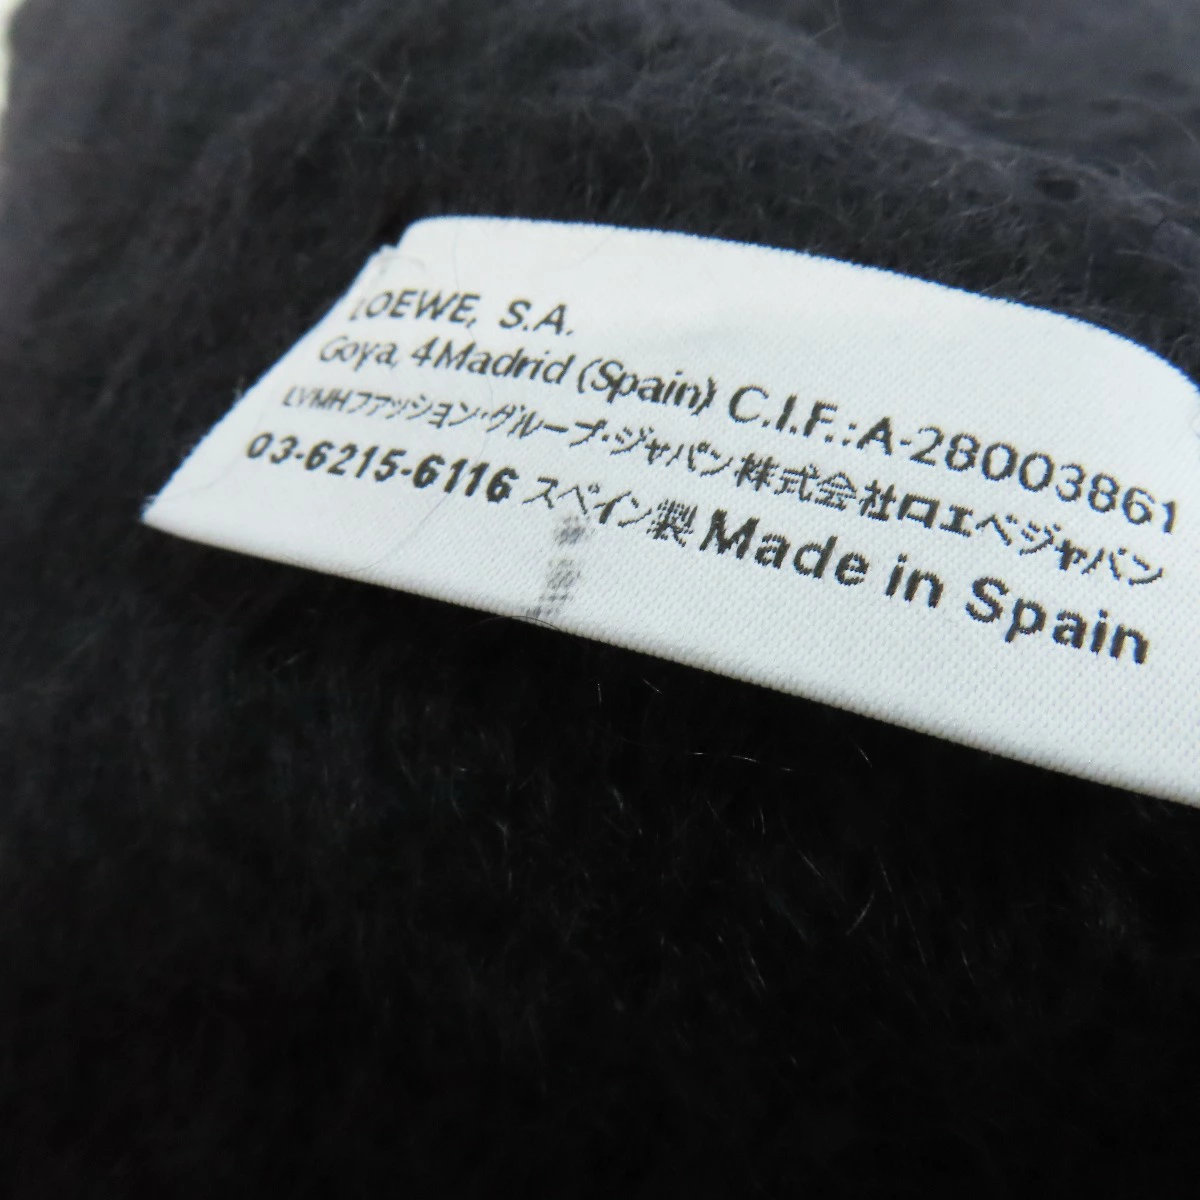 LOEWE, S.A.
Goya, 4 Madrid (Spain) C.I.F.: A-28003861
LVMHファッション・グループ・ジャパン株式会社ロエベジャパン
03-6215-6116 スペイン製 Made in Spain